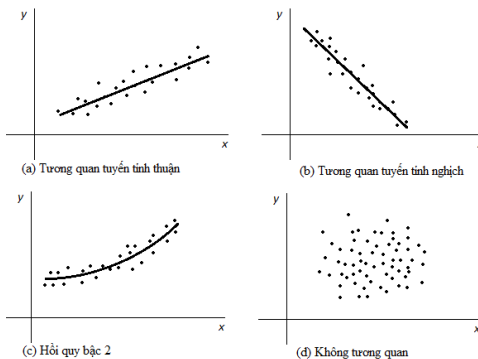 y
x
(a) Tương quan tuyến tính thuận
y
x
(b) Tương quan tuyến tính nghịch
y
x
(c) Hồi quy bậc 2
y
x
(d) Không tương quan